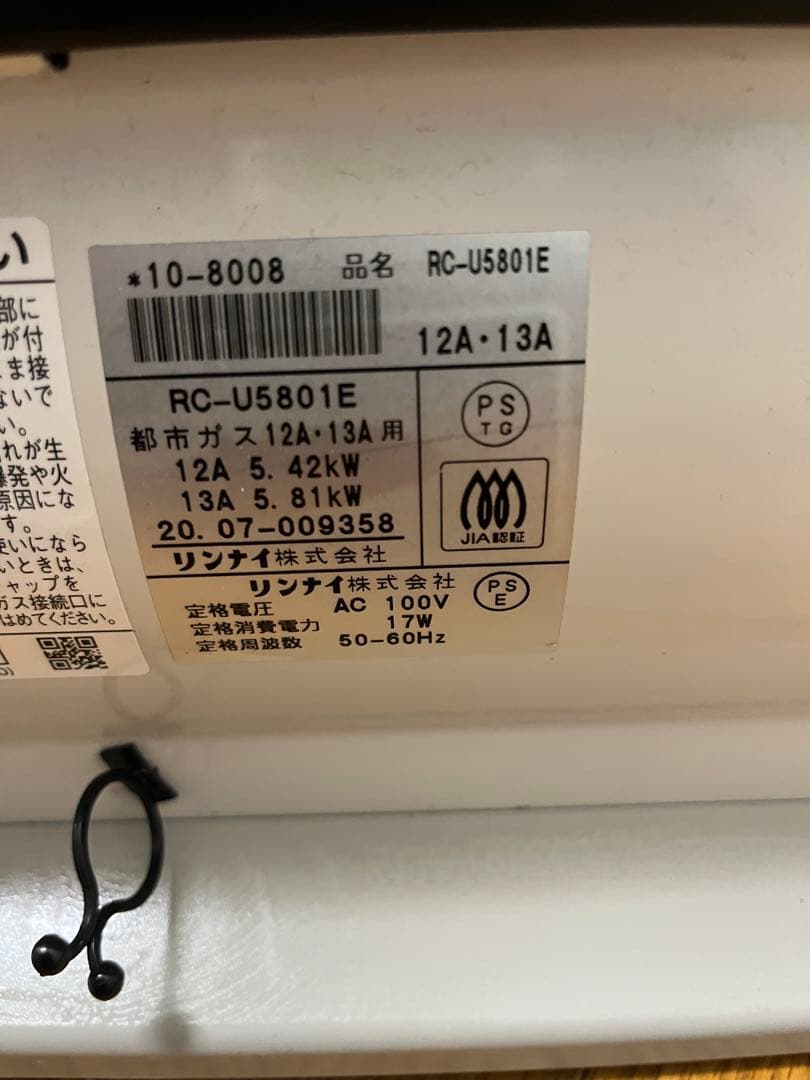 い
部に
が付
ま接
ないで
い。
れが生
爆発や火
原因にな
す。
使いになら
いときは、
ャップを
ガス接続口に
はめてください。
*10-8008 品名 RC-U5801E
12A・13A
RC-U5801E
都市ガス12A・13A用
12A 5.42kW
13A 5.81kW
20.07-009358
リンナイ株式会社
PS
TG
JIA認証
リンナイ株式会社
PS
E
定格電圧 AC 100V
定格消費電力 17W
定格周波数 50-60Hz